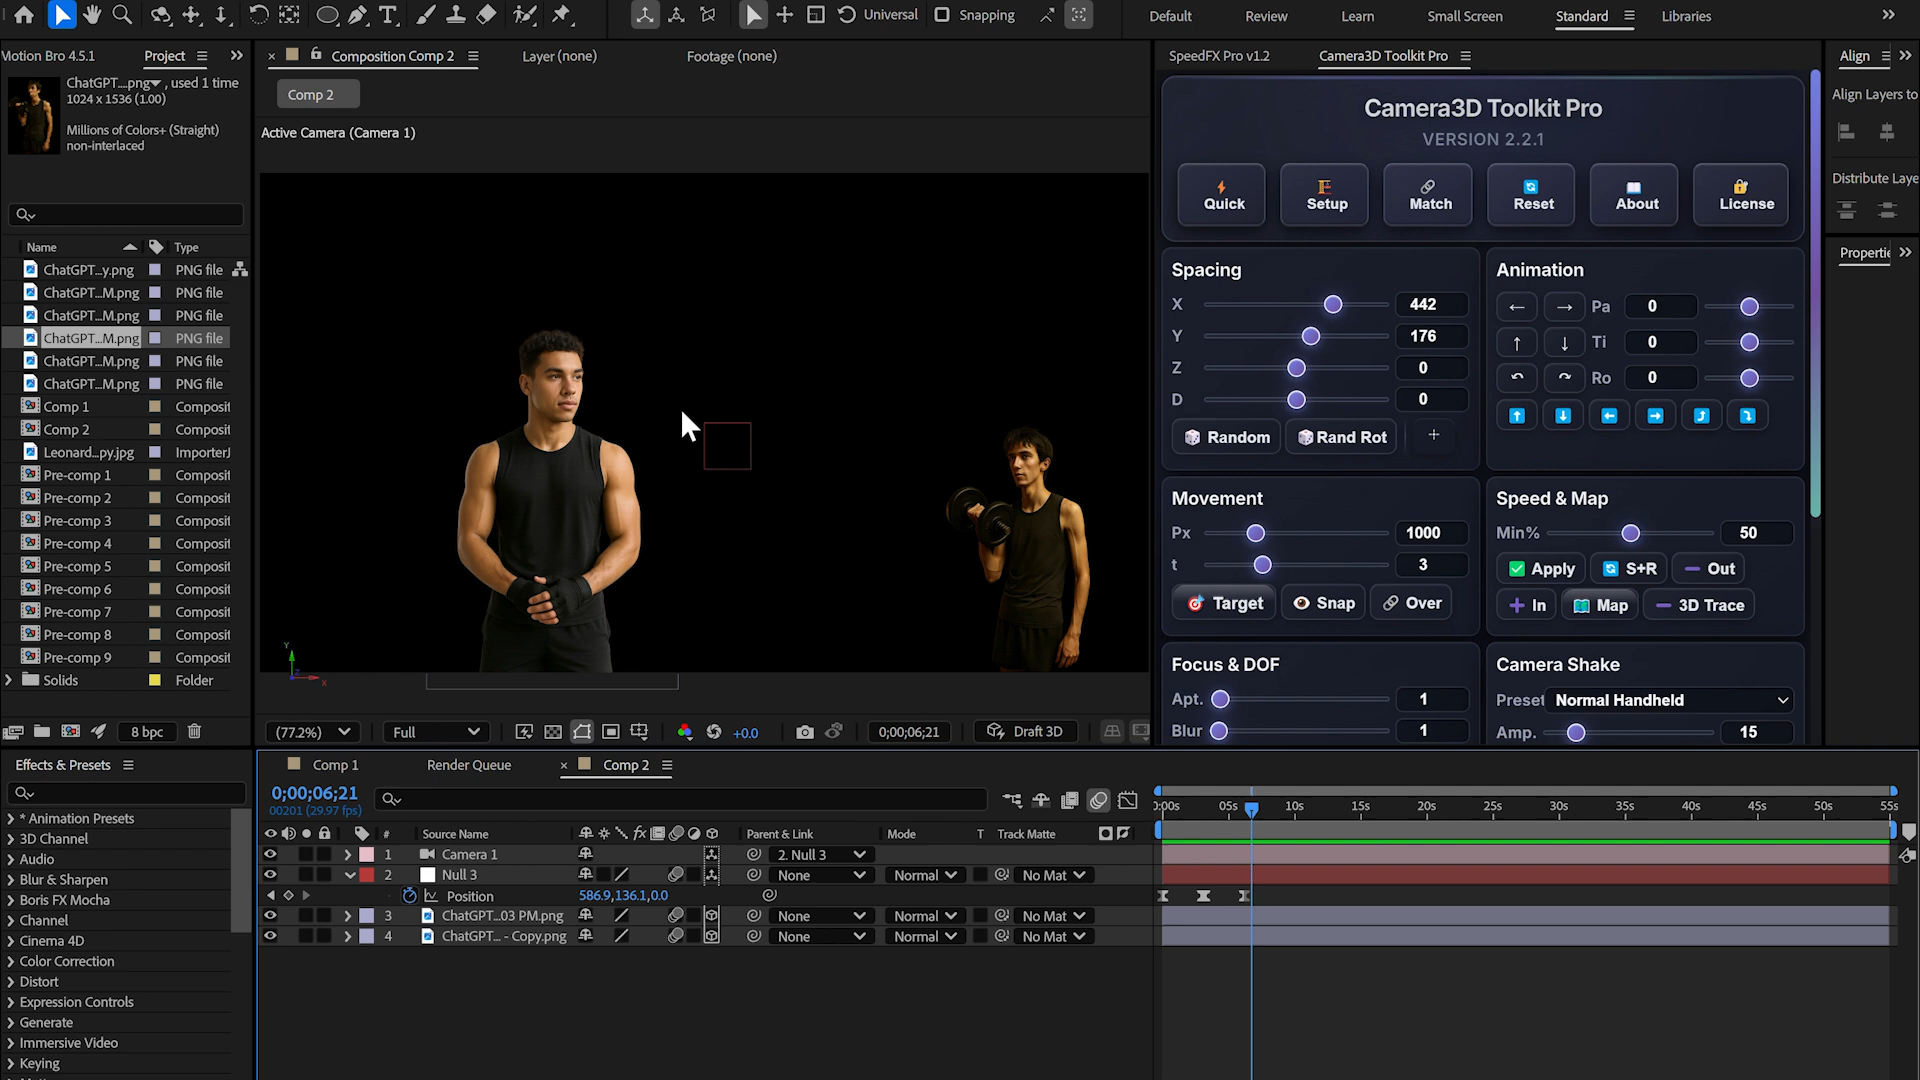 Universal
Snapping
Default
Review
Learn
Small Screen
Standard
Libraries
Motion Bro 4.5.1
Project
Composition Comp 2
Layer (none)
Footage (none)
SpeedFX Pro v1.2
Camera3D Toolkit Pro
Align
ChatGPT....png, used 1 time
1024 x 1536 (1.00)
Millions of Colors+ (Straight)
non-interlaced
Comp 2
Active Camera (Camera 1)
Camera3D Toolkit Pro
VERSION 2.2.1
Quick
Setup
Match
Reset
About
License
Align Layers to
Distribute Laye
Propertie
Name
Type
ChatGPT...y.png PNG file
ChatGPT...M.png PNG file
ChatGPT...M.png PNG file
ChatGPT...M.png PNG file
ChatGPT...M.png PNG file
ChatGPT...M.png PNG file
Comp 1 Composit
Comp 2 Composit
Leonard...py.jpg ImporterJ
Pre-comp 1 Composit
Pre-comp 2 Composit
Pre-comp 3 Composit
Pre-comp 4 Composit
Pre-comp 5 Composit
Pre-comp 6 Composit
Pre-comp 7 Composit
Pre-comp 8 Composit
Pre-comp 9 Composit
Solids Folder
8 bpc
Spacing
X 442
Y 176
Z 0
D 0
Random
Rand Rot
+
Animation
Pa 0
Ti 0
Ro 0
Movement
Px 1000
t 3
Target
Snap
Over
Speed & Map
Min% 50
Apply
S+R
Out
In
Map
3D Trace
Focus & DOF
Apt. 1
Blur 1
Camera Shake
Preset Normal Handheld
Amp. 15
Y
Z
X
(77.2%)
Full
+0.0
0;00;06;21
Draft 3D
Effects & Presets
* Animation Presets
3D Channel
Audio
Blur & Sharpen
Boris FX Mocha
Channel
Cinema 4D
Color Correction
Distort
Expression Controls
Generate
Immersive Video
Keying
Comp 1
Render Queue
Comp 2
0;00;06;21
00201 (29.97 fps)
0:00s 05s 10s 15s 20s 25s 30s 35s 40s 45s 50s 55s
# Source Name fx Parent & Link Mode T Track Matte
1 Camera 1 2. Null 3
2 Null 3 None Normal No Mat
Position 586.9,136.1,0.0
3 ChatGPT...03 PM.png None Normal No Mat
4 ChatGPT... - Copy.png None Normal No Mat